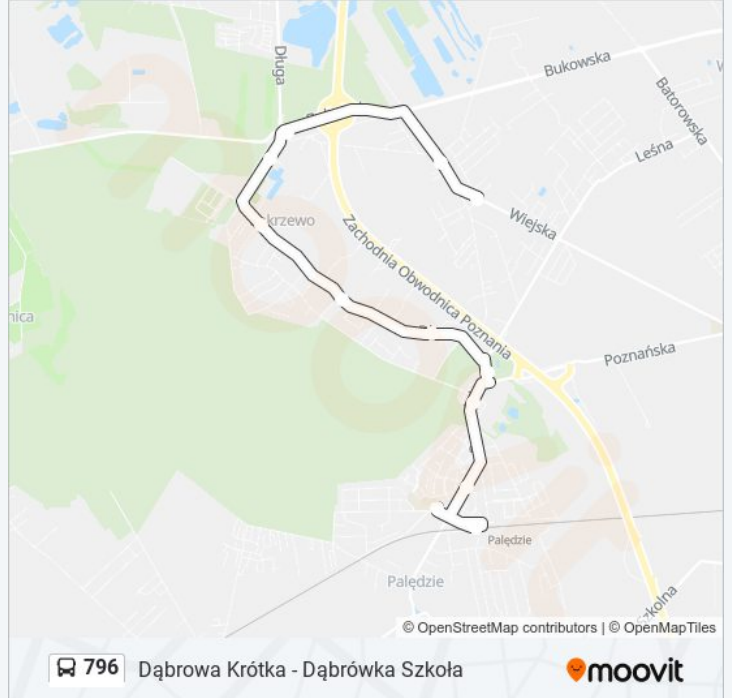 Długa
Bukowska
Batorowska
Leśna
krzewo
Wiejska
Zachodnia Obwodnica Poznania
nica
Poznańska
Palędzie
Palędzie
Szkolna
© OpenStreetMap contributors | © OpenMapTiles
796 Dąbrowa Krótka - Dąbrówka Szkoła moovit